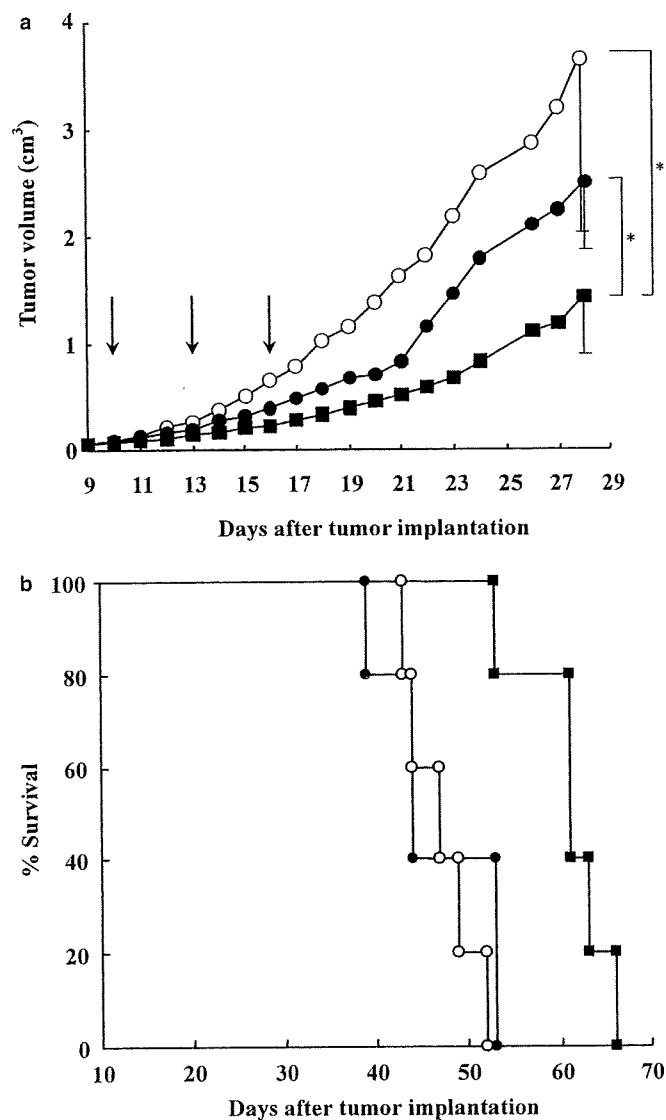 a
4
3
2
1
0
Tumor volume (cm³)
*
*
9 11 13 15 17 19 21 23 25 27 29
Days after tumor implantation
b
100
80
60
40
20
0
% Survival
10 20 30 40 50 60 70
Days after tumor implantation